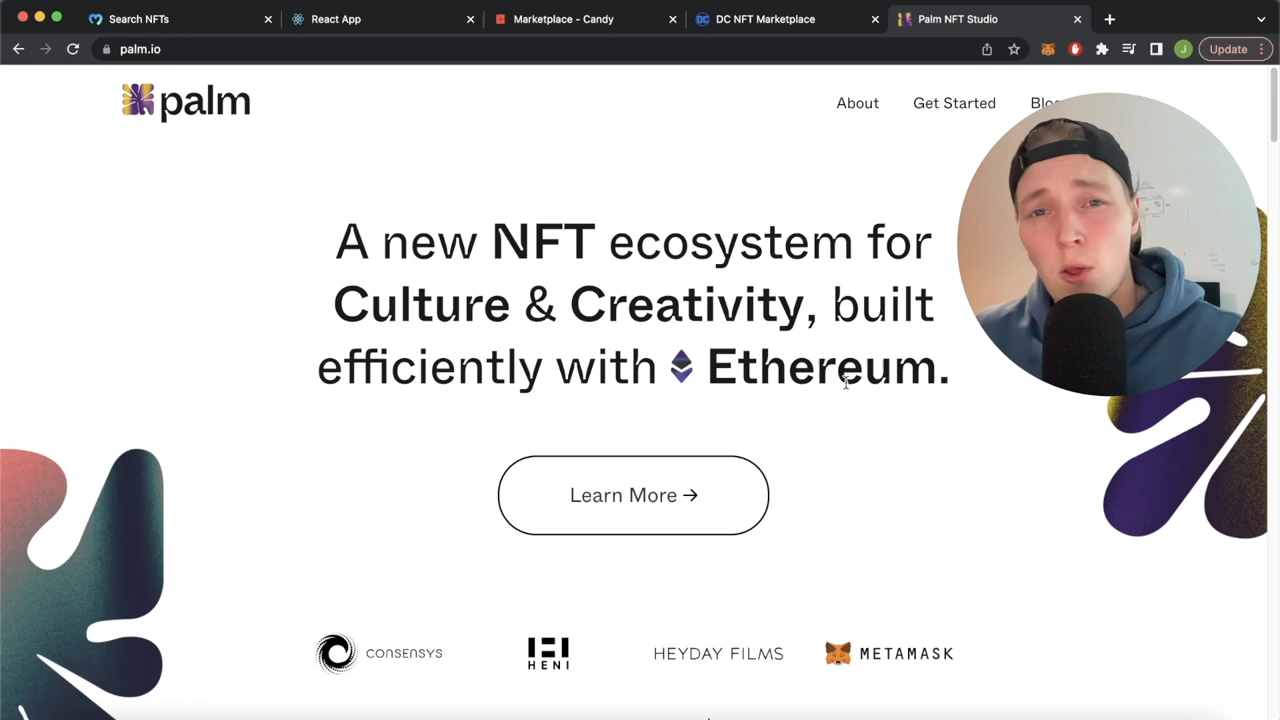 Search NFTs
React App
Marketplace - Candy
DC NFT Marketplace
Palm NFT Studio
palm.io
J
Update
palm
About
Get Started
A new NFT ecosystem for
Culture & Creativity, built
efficiently with Ethereum.
Learn More →
CONSENSYS
HENI
HEYDAY FILMS
METAMASK